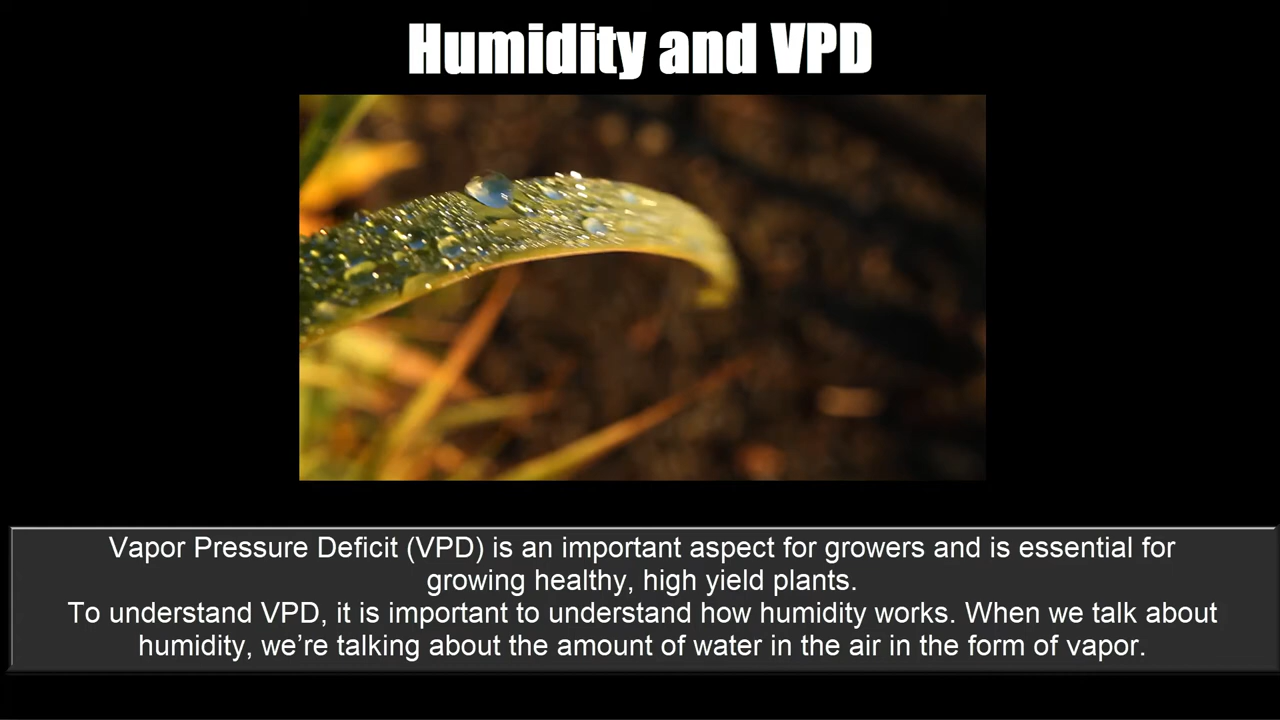 Humidity and VPD
Vapor Pressure Deficit (VPD) is an important aspect for growers and is essential for
growing healthy, high yield plants.
To understand VPD, it is important to understand how humidity works. When we talk about
humidity, we’re talking about the amount of water in the air in the form of vapor.